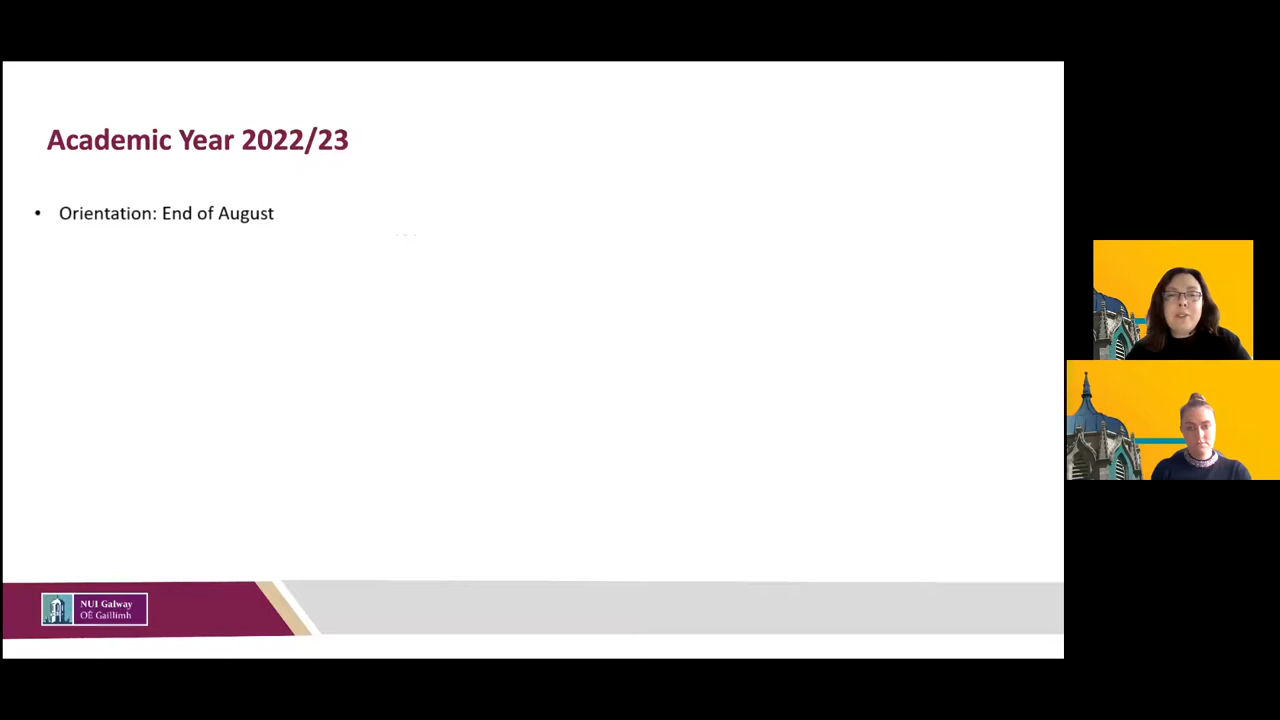 Academic Year 2022/23
• Orientation: End of August
NUI Galway
OÉ Gaillimh